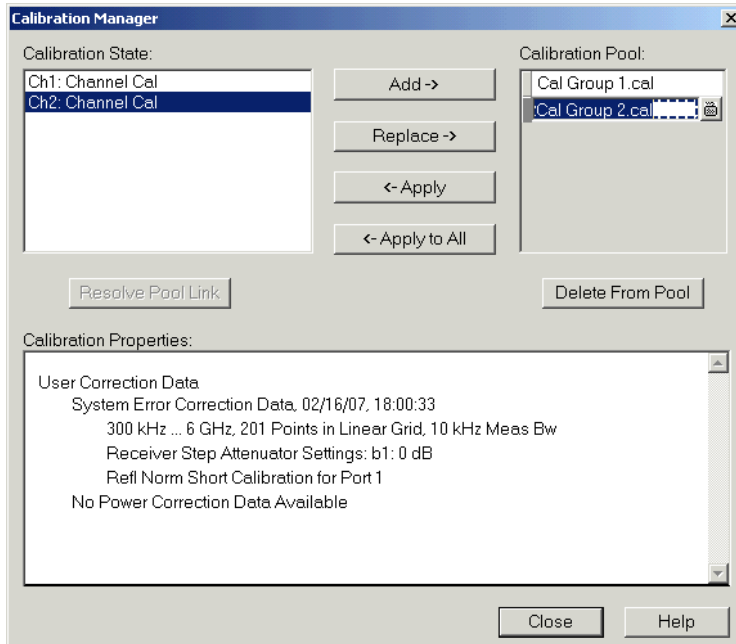 Calibration Manager
Calibration State:
Ch1: Channel Cal
Ch2: Channel Cal
Add ->
Replace ->
<- Apply
<- Apply to All
Calibration Pool:
Cal Group 1.cal
Cal Group 2.cal
Resolve Pool Link
Delete From Pool
Calibration Properties:
User Correction Data
System Error Correction Data, 02/16/07, 18:00:33
300 kHz ... 6 GHz, 201 Points in Linear Grid, 10 kHz Meas Bw
Receiver Step Attenuator Settings: b1: 0 dB
Refl Norm Short Calibration for Port 1
No Power Correction Data Available
Close
Help